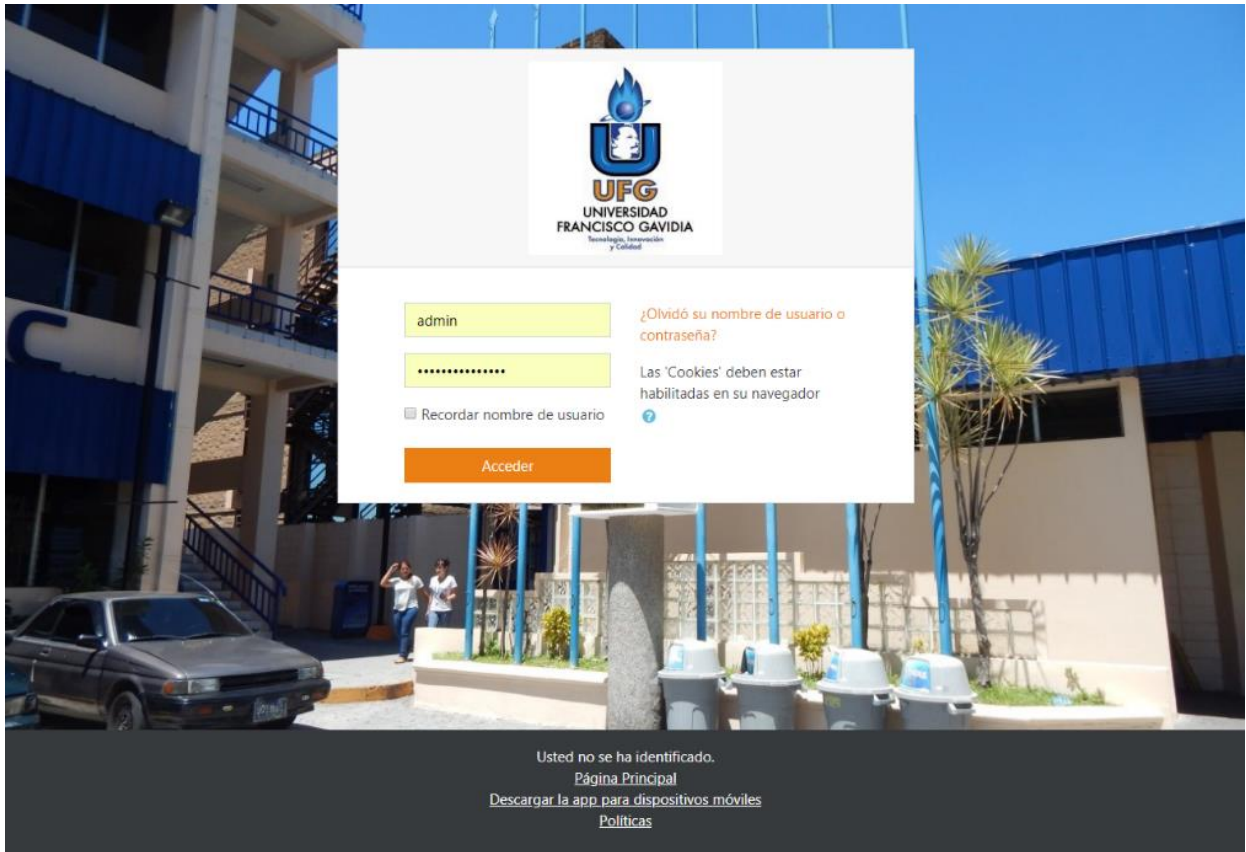 UFG
UNIVERSIDAD
FRANCISCO GAVIDIA
Tecnología, Innovación
y Calidad
admin
¿Olvidó su nombre de usuario o
contraseña?
Las 'Cookies' deben estar
habilitadas en su navegador
Recordar nombre de usuario
Acceder
C
Usted no se ha identificado.
Página Principal
Descargar la app para dispositivos móviles
Políticas